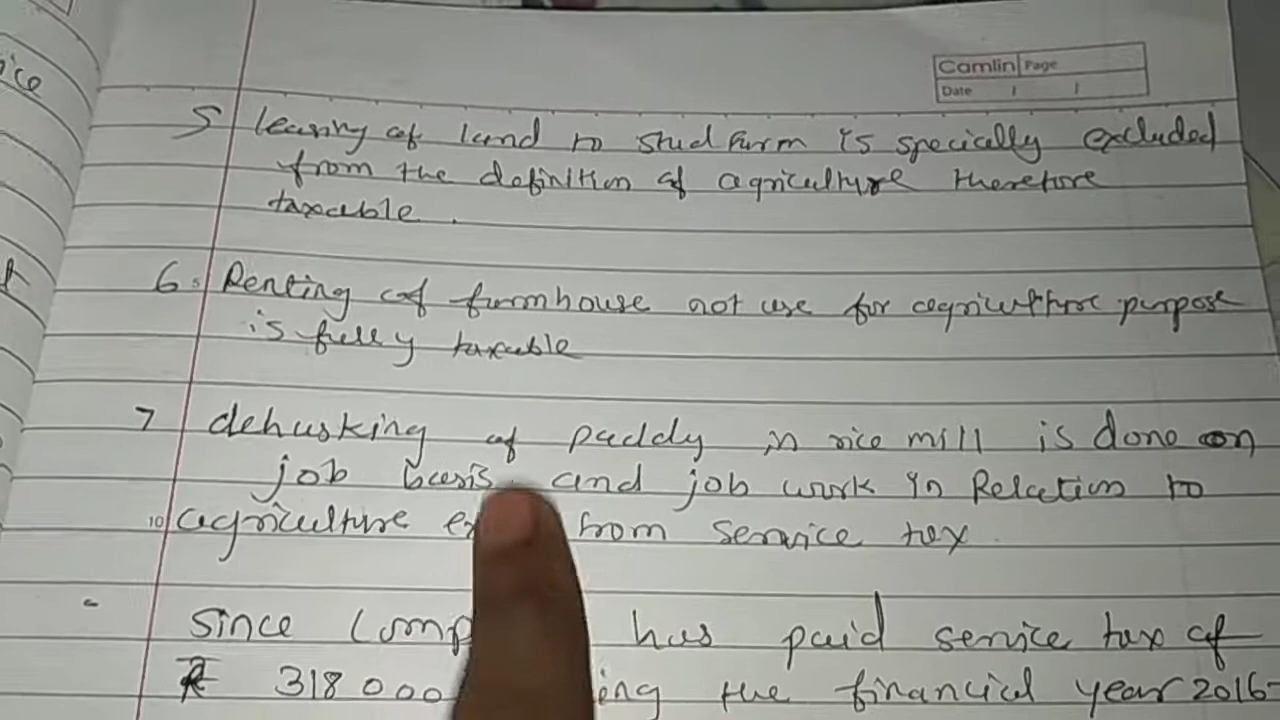 ice
Camlin Page
Date / /
5 leasing of land to stud farm is specially excluded
from the definition of agriculture therefore
taxable.
6. Renting of farmhouse not use for agriculture purpose
is fully taxable
7 dehusking of paddy in rice mill is done on
job basis and job work in Relation to
10 agriculture from service tax.
Since has paid service tax of
₹ 318000 the financial year 2016-